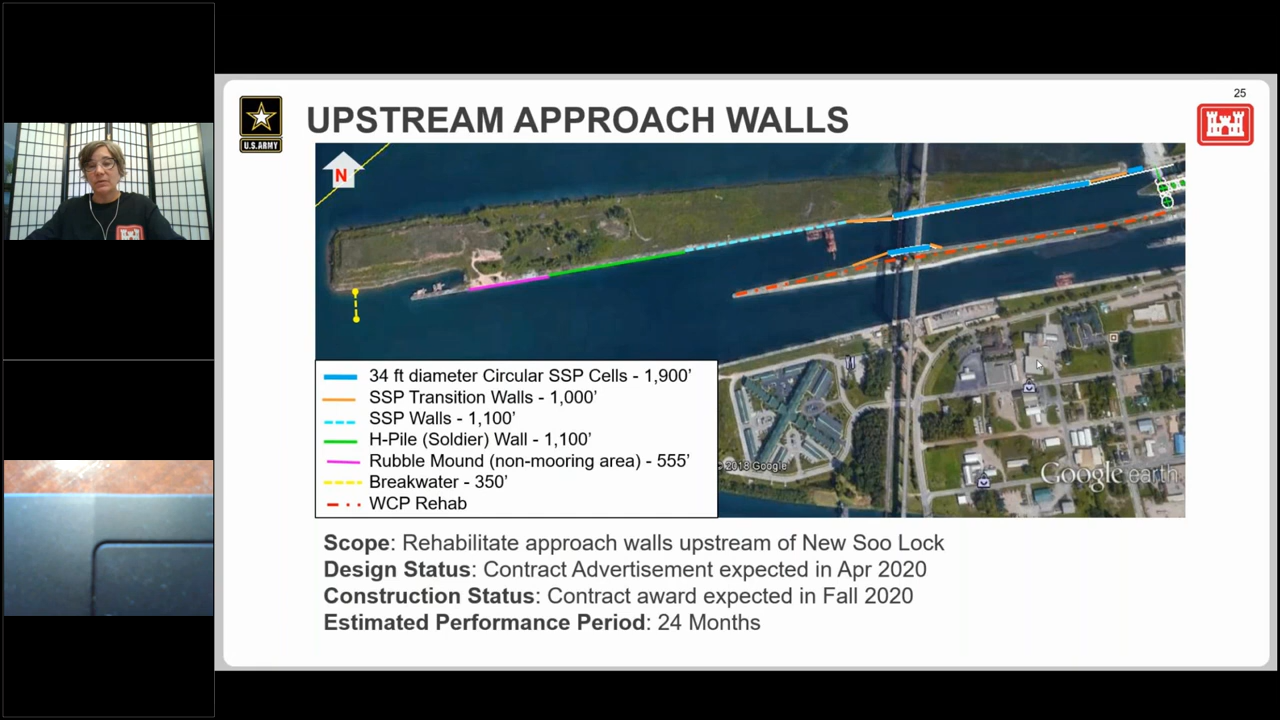 25
U.S.ARMY
UPSTREAM APPROACH WALLS
N
34 ft diameter Circular SSP Cells - 1,900’
SSP Transition Walls - 1,000’
SSP Walls - 1,100’
H-Pile (Soldier) Wall - 1,100’
Rubble Mound (non-mooring area) - 555’
Breakwater - 350’
WCP Rehab
2018 Google
Google earth
Scope: Rehabilitate approach walls upstream of New Soo Lock
Design Status: Contract Advertisement expected in Apr 2020
Construction Status: Contract award expected in Fall 2020
Estimated Performance Period: 24 Months